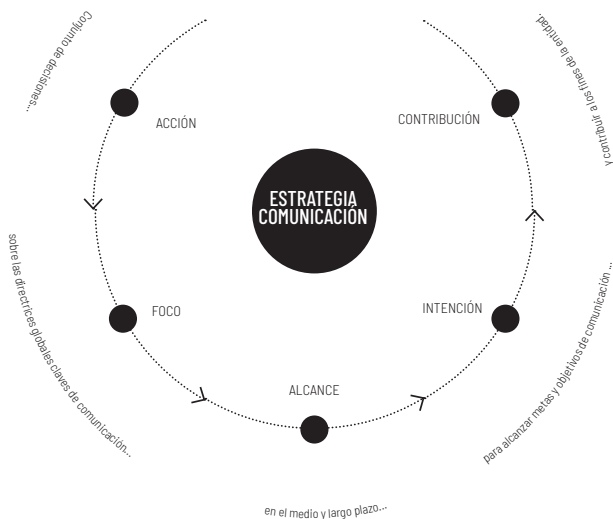 Conjunto de decisiones...
ACCIÓN
sobre las directrices globales claves de comunicación...
FOCO
en el medio y largo plazo...
ALCANCE
para alcanzar metas y objetivos de comunicación ...
INTENCIÓN
y contribuir a los fines de la entidad.
CONTRIBUCIÓN
ESTRATEGIA
COMUNICACIÓN